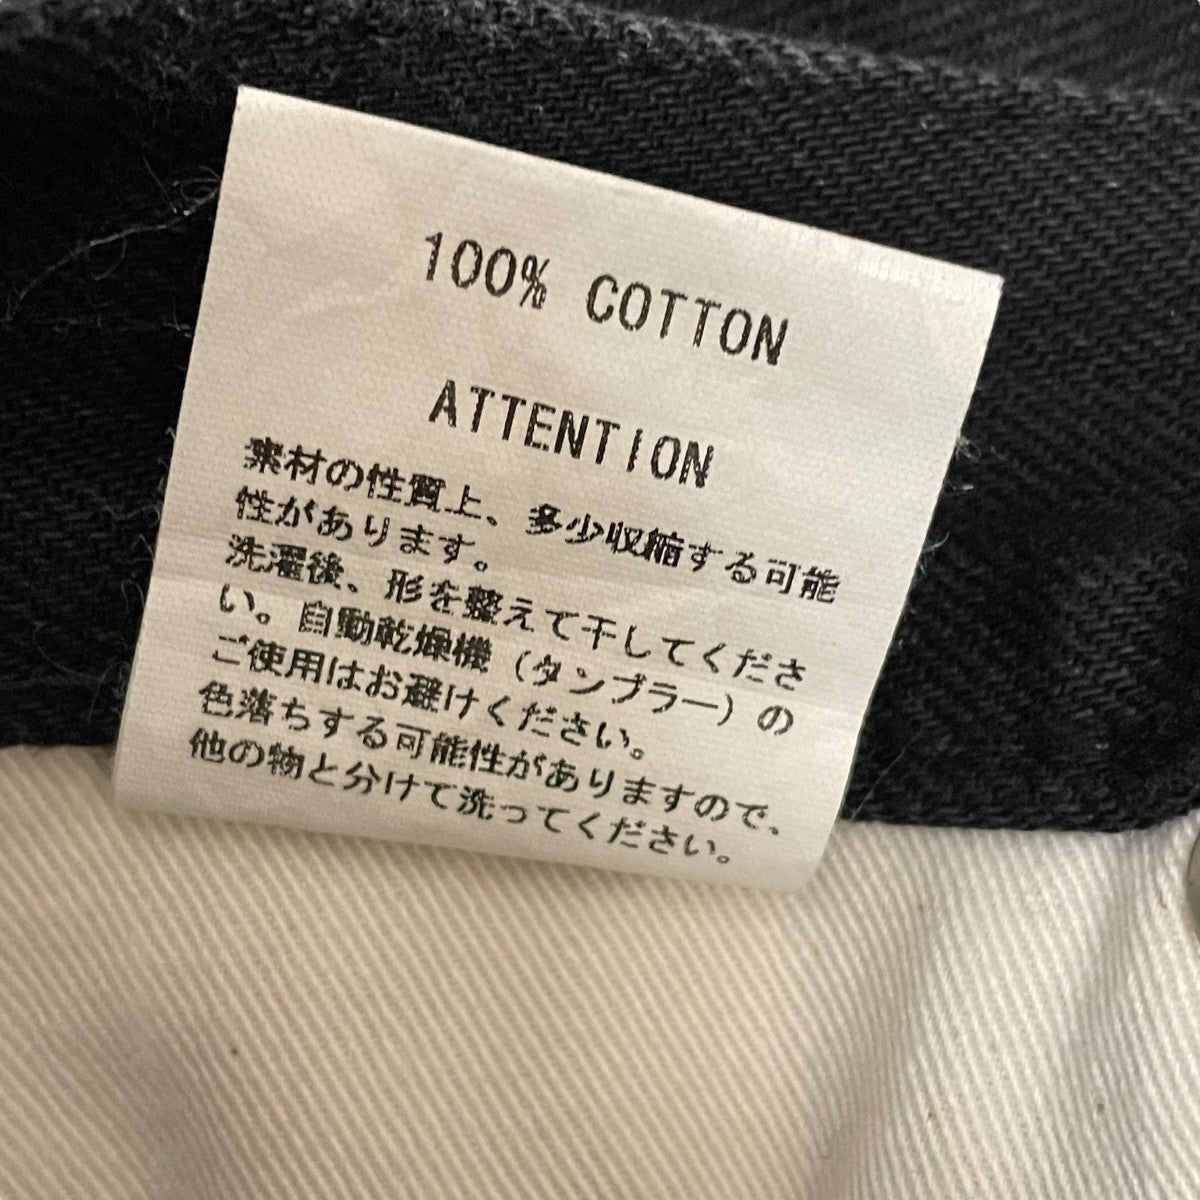 100% COTTON
ATTENTION
素材の性質上、多少収縮する可能
性があります。
洗濯後、形を整えて干してくださ
い。自動乾燥機（タンブラー）の
ご使用はお避けください。
色落ちする可能性がありますので、
他の物と分けて洗ってください。